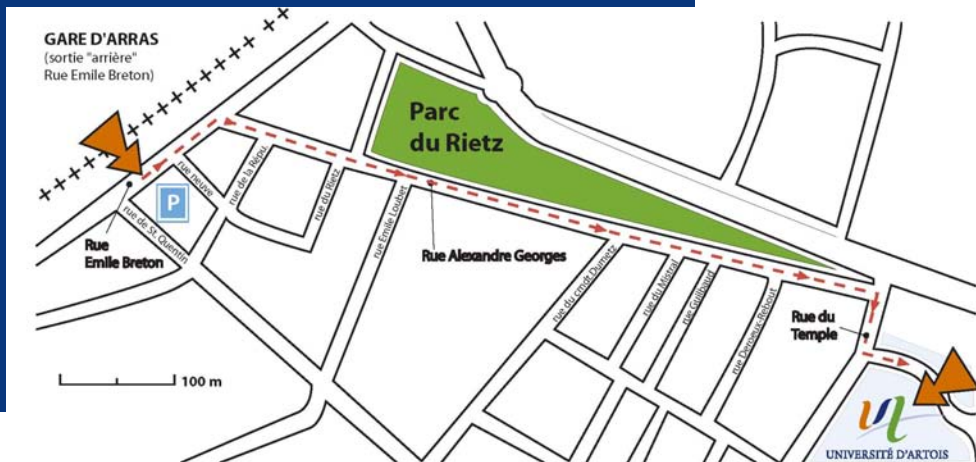 GARE D'ARRAS
(sortie "arrière"
Rue Emile Breton)
Parc
du Rietz
P
rue neuve
rue de la Répu.
rue du Rietz
rue de St. Quentin
Rue
Emile Breton
rue Emile Loubet
Rue Alexandre Georges
rue du cmdt Dumetz
rue du Mistral
rue Guilbaud
rue Deroeux-Rebout
Rue du
Temple
100 m
UNIVERSITÉ D'ARTOIS